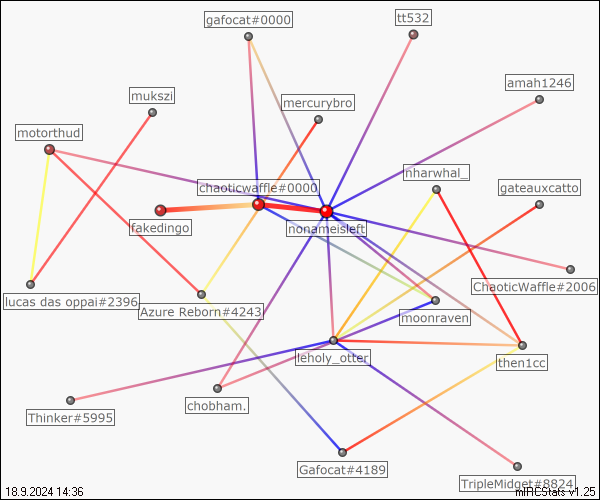 gafocat#0000
tt532
amah1246
mukszi
mercurybro
motorthud
nharwhal_
chaoticwaffle#0000
gateauxcatto
fakedingo
nonameisleft
ChaoticWaffle#2006
lucas das oppai#2396
Azure Reborn#4243
moonraven
leholy_otter
then1cc
Thinker#5995
chobham.
Gafocat#4189
TripleMidget#8824
18.9.2024 14:36
mIRCStats v1.25